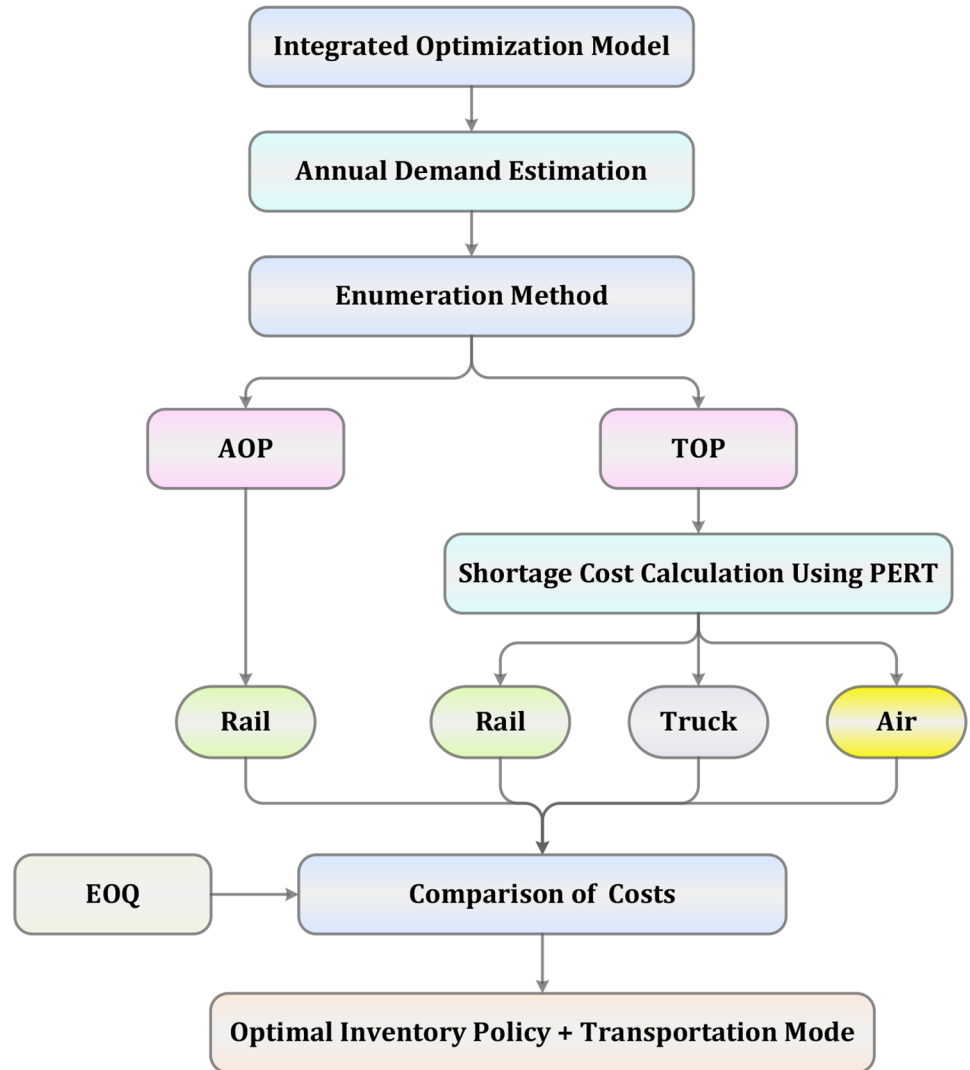 Integrated Optimization Model
Annual Demand Estimation
Enumeration Method
AOP
TOP
Shortage Cost Calculation Using PERT
Rail
Rail
Truck
Air
EOQ
Comparison of  Costs
Optimal Inventory Policy + Transportation Mode